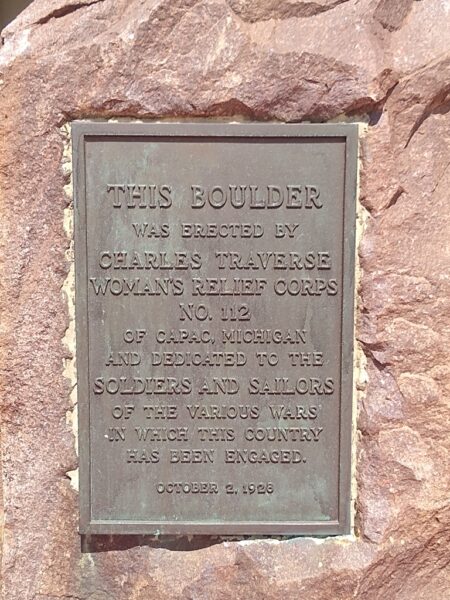 THIS BOULDER
WAS ERECTED BY
CHARLES TRAVERSE
WOMAN'S RELIEF CORPS
NO. 112
OF CAPAC, MICHIGAN
AND DEDICATED TO THE
SOLDIERS AND SAILORS
OF THE VARIOUS WARS
IN WHICH THIS COUNTRY
HAS BEEN ENGAGED.
OCTOBER 2, 1928